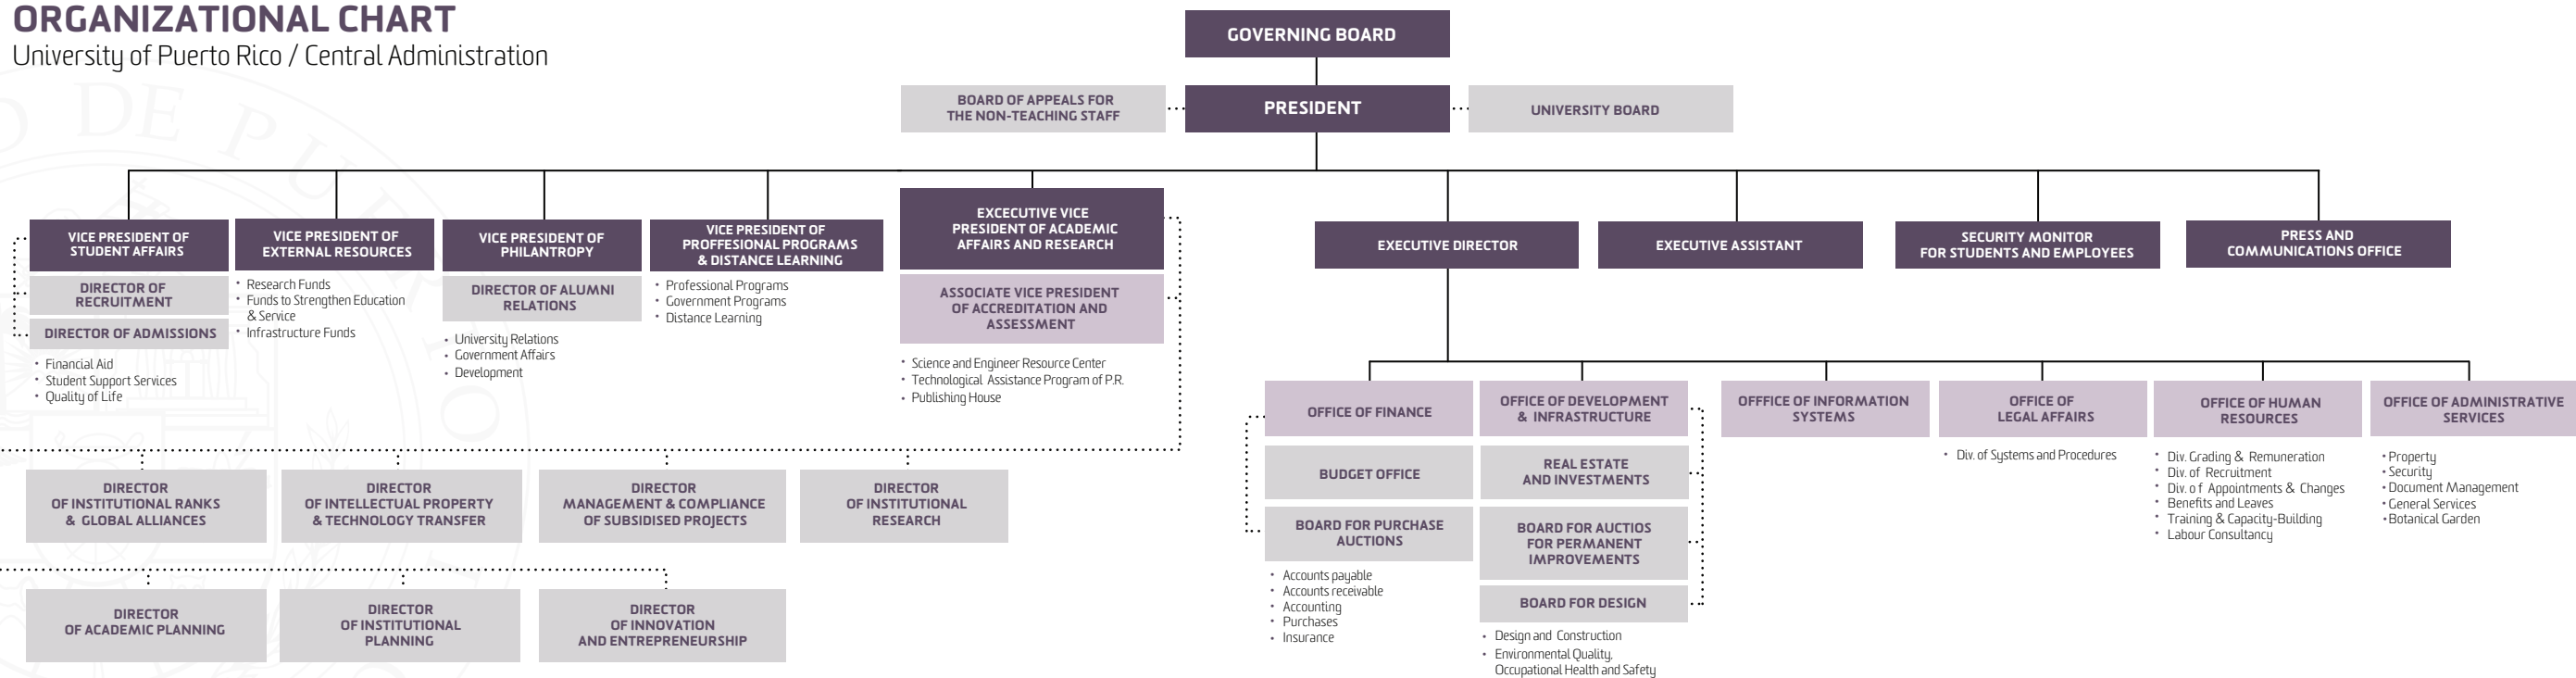 ORGANIZATIONAL CHART
University of Puerto Rico / Central Administration
GOVERNING BOARD
BOARD OF APPEALS FOR
THE NON-TEACHING STAFF
PRESIDENT
UNIVERSITY BOARD
VICE PRESIDENT OF
STUDENT AFFAIRS
DIRECTOR OF
RECRUITMENT
DIRECTOR OF ADMISSIONS
• Financial Aid
• Student Support Services
• Quality of Life
VICE PRESIDENT OF
EXTERNAL RESOURCES
• Research Funds
• Funds to Strengthen Education
& Service
• Infrastructure Funds
VICE PRESIDENT OF
PHILANTROPY
DIRECTOR OF ALUMNI
RELATIONS
• University Relations
• Government Affairs
• Development
VICE PRESIDENT OF
PROFFESIONAL PROGRAMS
& DISTANCE LEARNING
• Professional Programs
• Government Programs
• Distance Learning
EXCECUTIVE VICE
PRESIDENT OF ACADEMIC
AFFAIRS AND RESEARCH
ASSOCIATE VICE PRESIDENT
OF ACCREDITATION AND
ASSESSMENT
• Science and Engineer Resource Center
• Technological Assistance Program of P.R.
• Publishing House
EXECUTIVE DIRECTOR
EXECUTIVE ASSISTANT
SECURITY MONITOR
FOR STUDENTS AND EMPLOYEES
PRESS AND
COMMUNICATIONS OFFICE
DIRECTOR
OF INSTITUTIONAL RANKS
& GLOBAL ALLIANCES
DIRECTOR
OF INTELLECTUAL PROPERTY
& TECHNOLOGY TRANSFER
DIRECTOR
MANAGEMENT & COMPLIANCE
OF SUBSIDISED PROJECTS
DIRECTOR
OF INSTITUTIONAL
RESEARCH
DIRECTOR
OF ACADEMIC PLANNING
DIRECTOR
OF INSTITUTIONAL
PLANNING
DIRECTOR
OF INNOVATION
AND ENTREPRENEURSHIP
OFFICE OF FINANCE
BUDGET OFFICE
BOARD FOR PURCHASE
AUCTIONS
• Accounts payable
• Accounts receivable
• Accounting
• Purchases
• Insurance
OFFICE OF DEVELOPMENT
& INFRASTRUCTURE
REAL ESTATE
AND INVESTMENTS
BOARD FOR AUCTIOS
FOR PERMANENT
IMPROVEMENTS
BOARD FOR DESIGN
• Design and Construction
• Environmental Quality,
Occupational Health and Safety
OFFFICE OF INFORMATION
SYSTEMS
OFFICE OF
LEGAL AFFAIRS
• Div. of Systems and Procedures
OFFICE OF HUMAN
RESOURCES
• Div. Grading & Remuneration
• Div. of Recruitment
• Div. o f Appointments & Changes
• Benefits and Leaves
• Training & Capacity-Building
• Labour Consultancy
OFFICE OF ADMINISTRATIVE
SERVICES
• Property
• Security
• Document Management
• General Services
• Botanical Garden
DE PUERTO